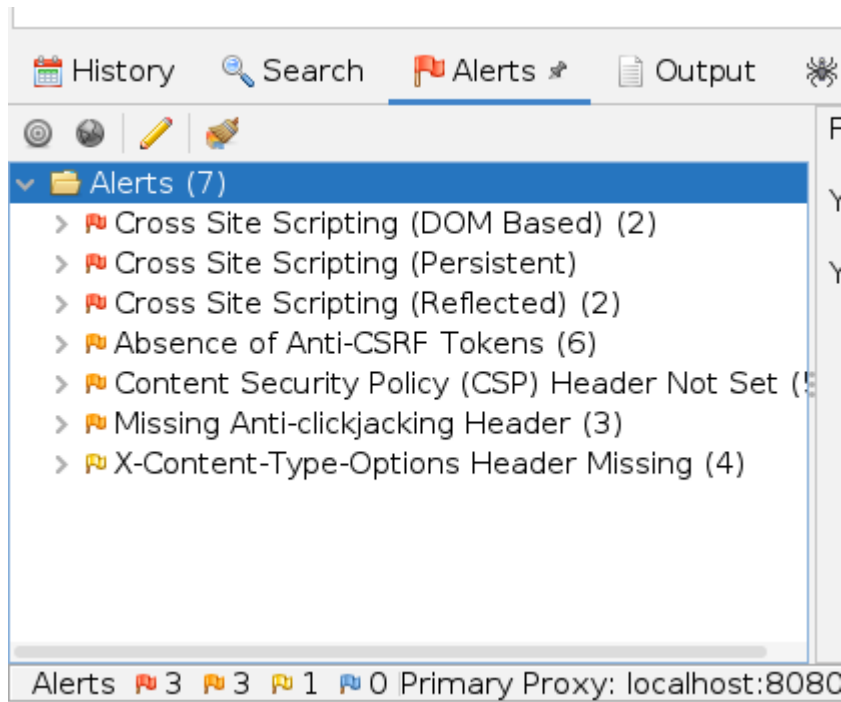 History Search Alerts Output
Alerts (7)
Cross Site Scripting (DOM Based) (2)
Cross Site Scripting (Persistent)
Cross Site Scripting (Reflected) (2)
Absence of Anti-CSRF Tokens (6)
Content Security Policy (CSP) Header Not Set (
Missing Anti-clickjacking Header (3)
X-Content-Type-Options Header Missing (4)
Alerts 3 3 1 0 Primary Proxy: localhost:8080